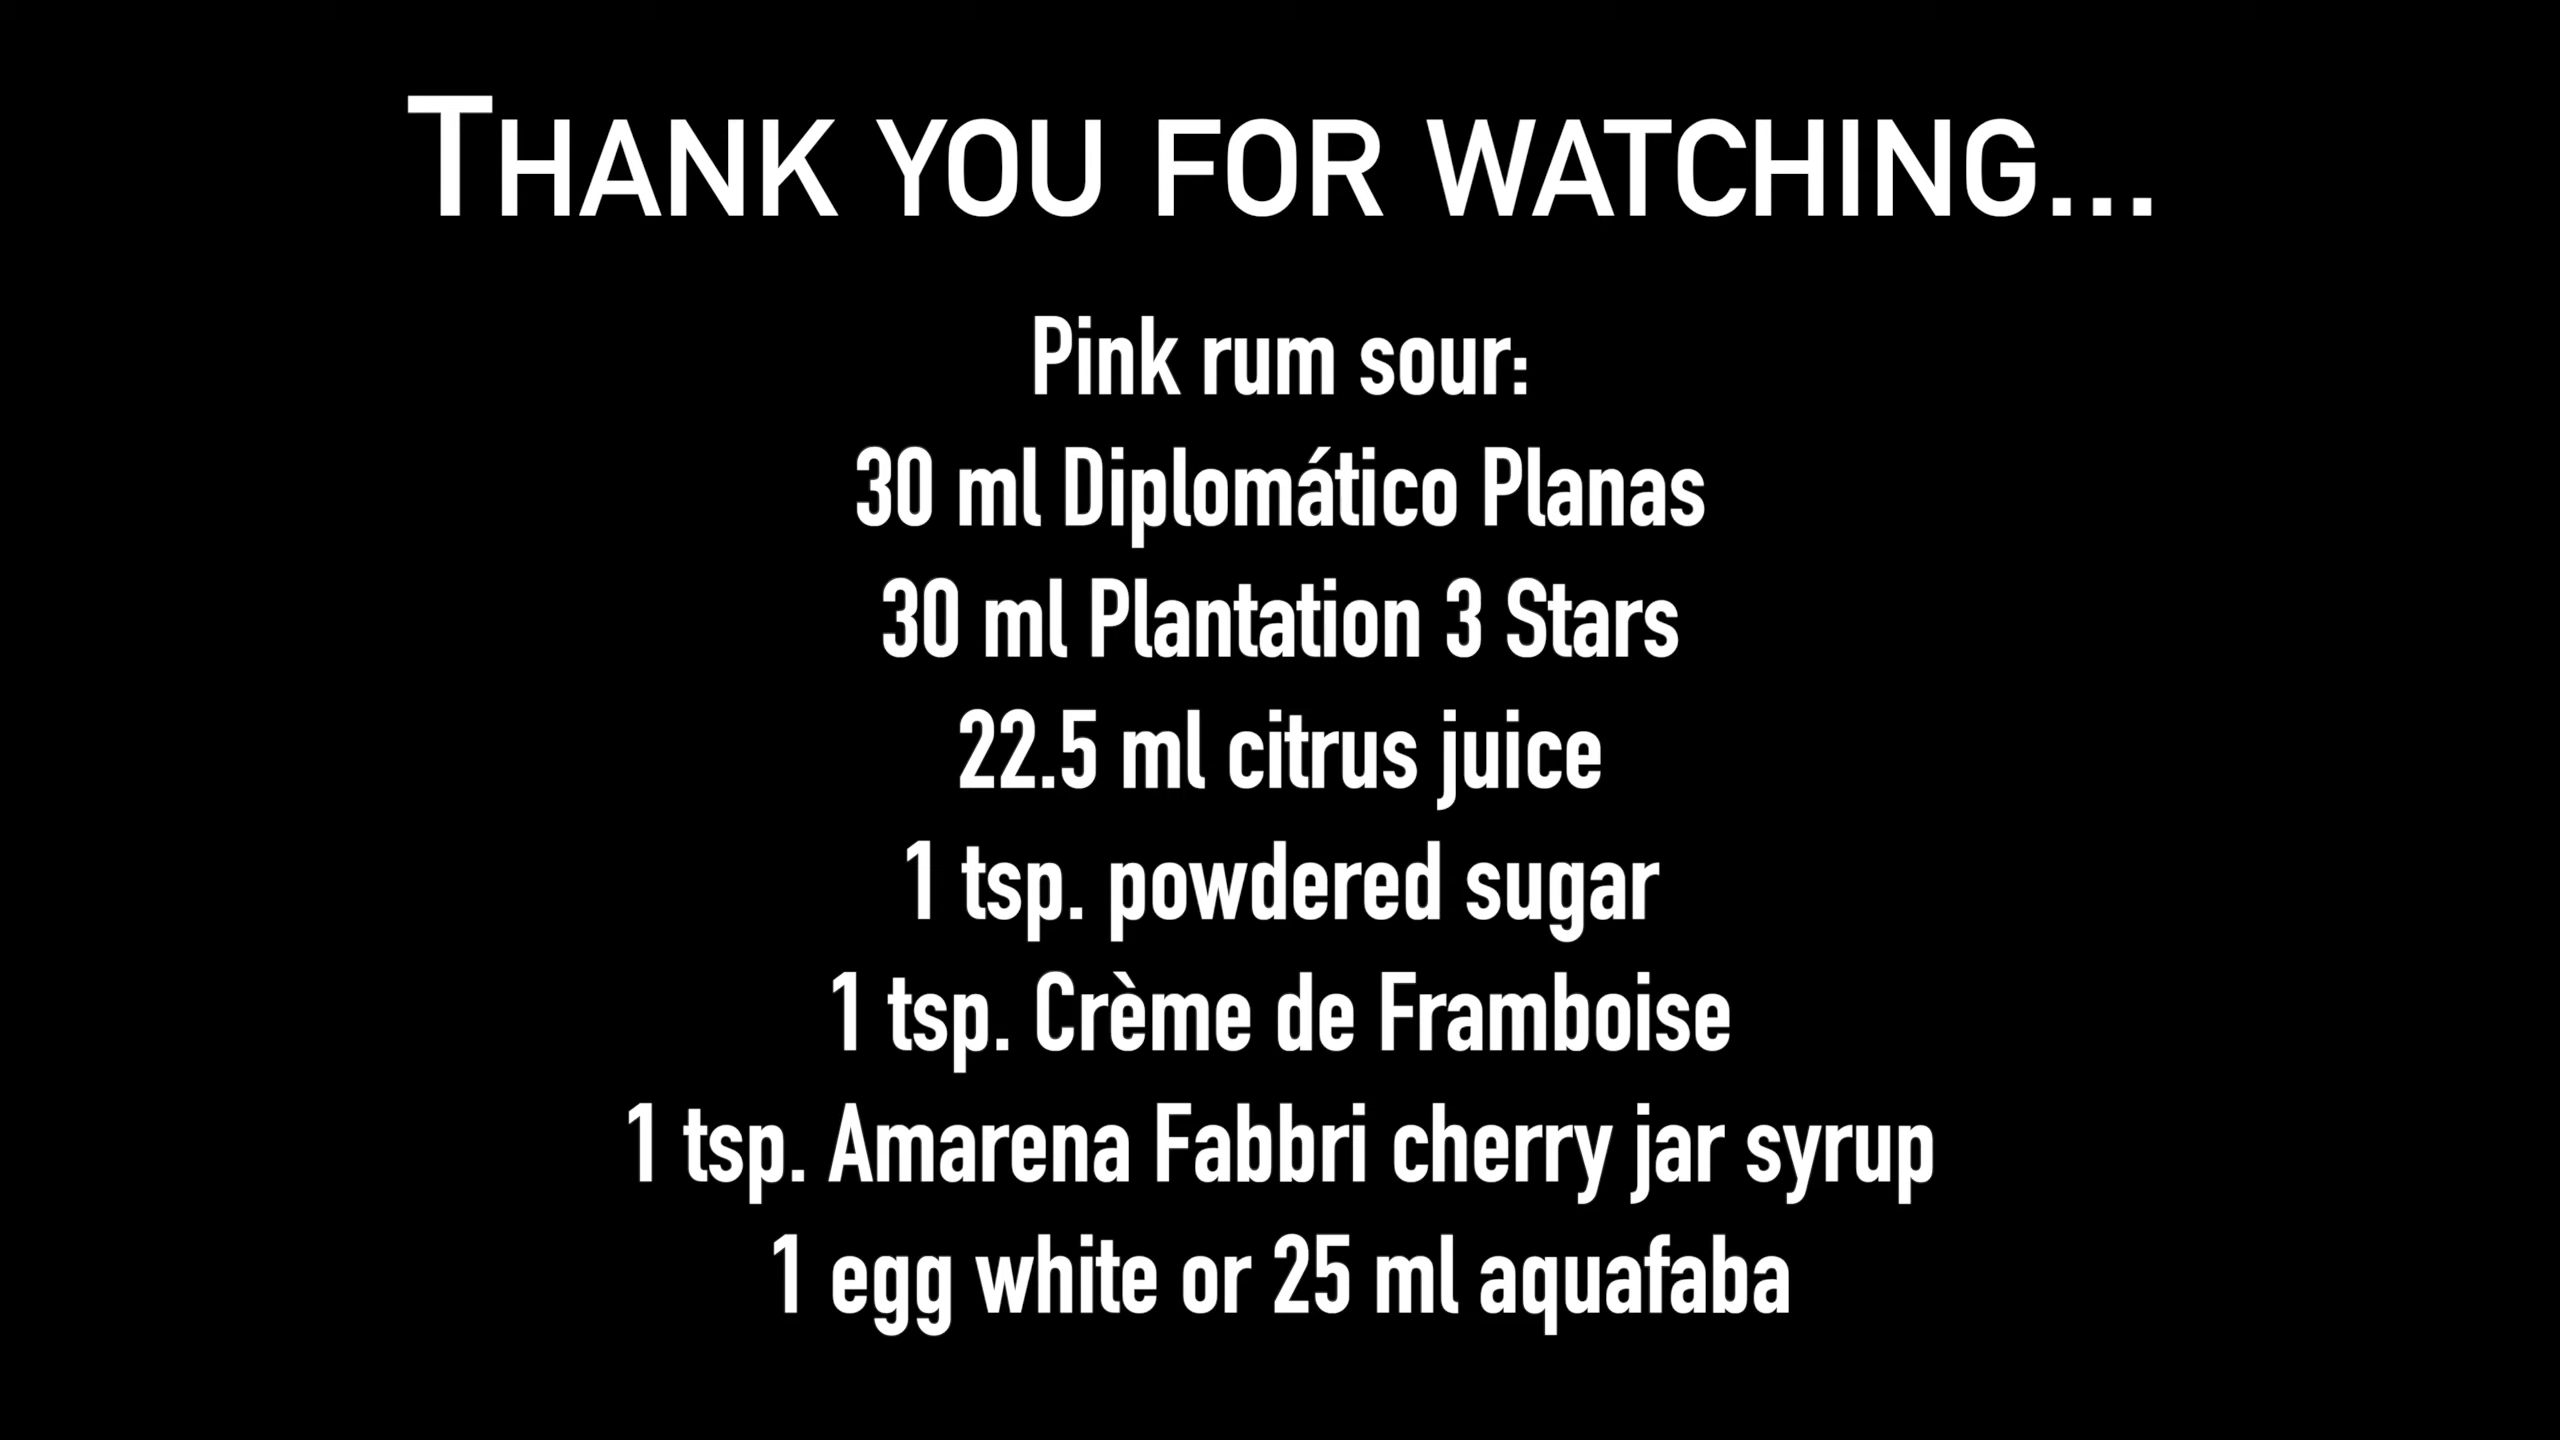 THANK YOU FOR WATCHING...
Pink rum sour:
30 ml Diplomático Planas
30 ml Plantation 3 Stars
22.5 ml citrus juice
1 tsp. powdered sugar
1 tsp. Crème de Framboise
1 tsp. Amarena Fabbri cherry jar syrup
1 egg white or 25 ml aquafaba